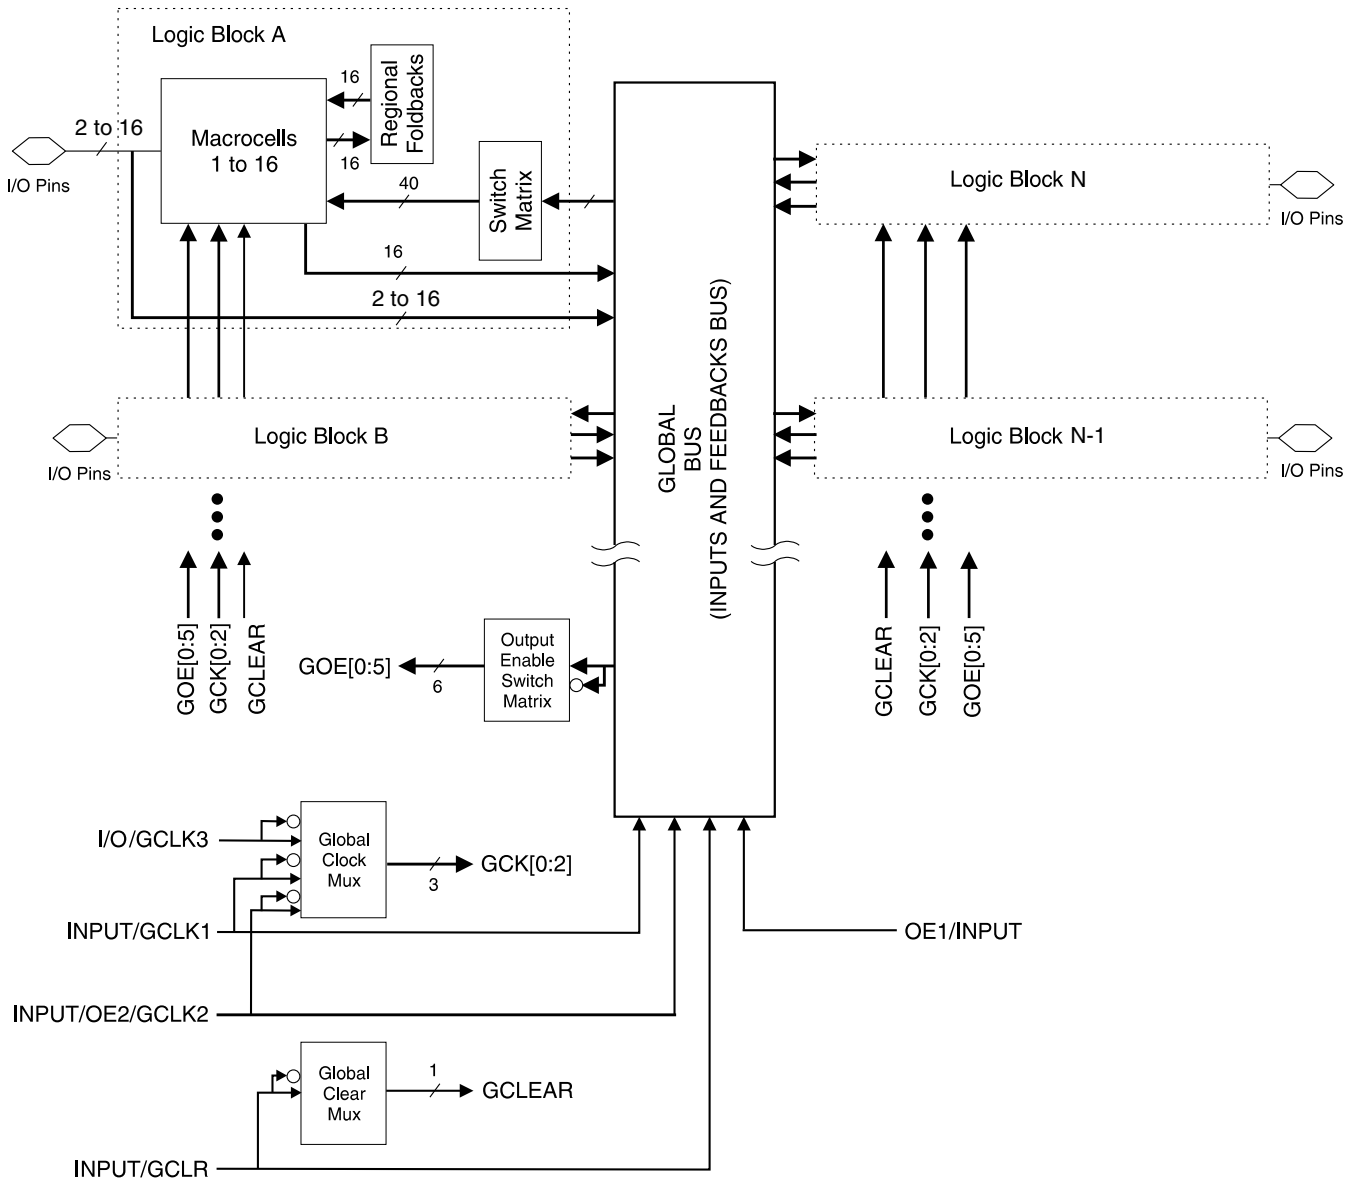 Logic Block A
Regional
Foldbacks
16
16
Macrocells
1 to 16
2 to 16
I/O Pins
40
Switch
Matrix
16
2 to 16
Logic Block N
I/O Pins
Logic Block B
I/O Pins
Logic Block N-1
I/O Pins
GLOBAL
BUS
(INPUTS AND FEEDBACKS BUS)
GOE[0:5]
GCK[0:2]
GCLEAR
GOE[0:5]
6
Output
Enable
Switch
Matrix
GCLEAR
GCK[0:2]
GOE[0:5]
I/O/GCLK3
Global
Clock
Mux
3
GCK[0:2]
INPUT/GCLK1
OE1/INPUT
INPUT/OE2/GCLK2
Global
Clear
Mux
1
GCLEAR
INPUT/GCLR